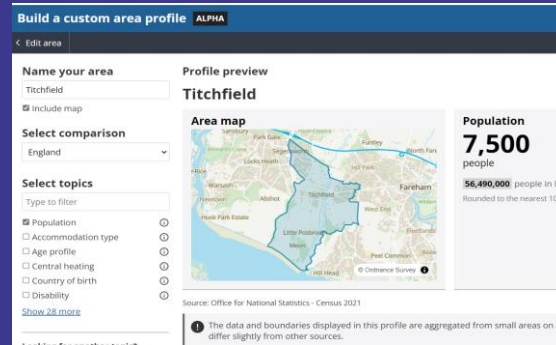 Build a custom area profile ALPHA
< Edit area
Name your area
Titchfield
Include map
Select comparison
England
Select topics
Type to filter
Population
Accommodation type
Age profile
Central heating
Country of birth
Disability
Show 28 more
Profile preview
Titchfield
Area map
Sarisbury
Park Gate
Funtley
North Fare
Segensworth
Locks Heath
Hill Park
Warsash
Abshot
Titchfield
Fareham
Hook Park Estate
West End
Little Posbrook
Meon
Peel Common
Hill Head
© Ordnance Survey
Source: Office for National Statistics - Census 2021
The data and boundaries displayed in this profile are aggregated from small areas on
differ slightly from other sources.
Population
7,500
people
56,490,000 people in
Rounded to the nearest 10